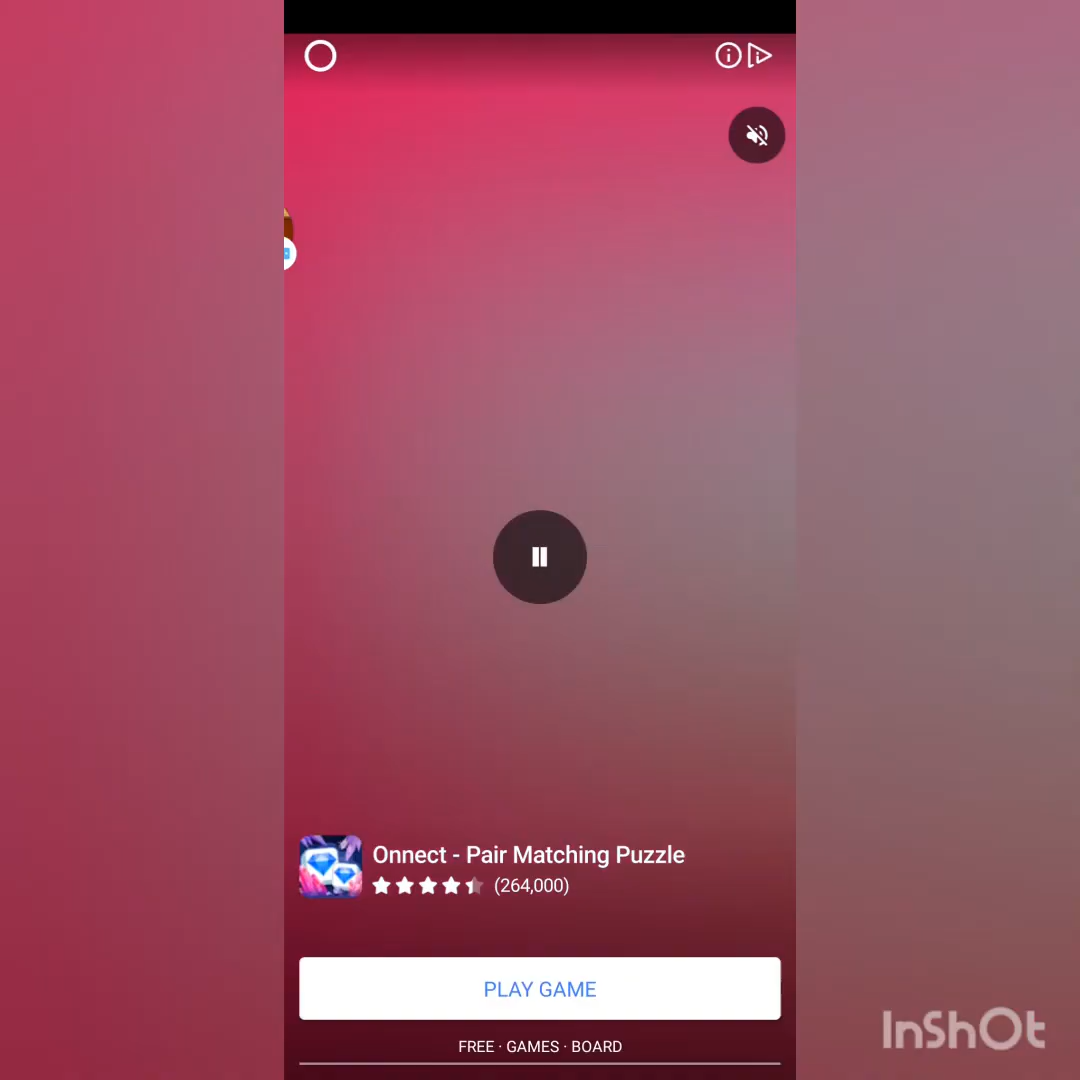 Onnect - Pair Matching Puzzle
(264,000)
PLAY GAME
FREE · GAMES · BOARD
InShOt